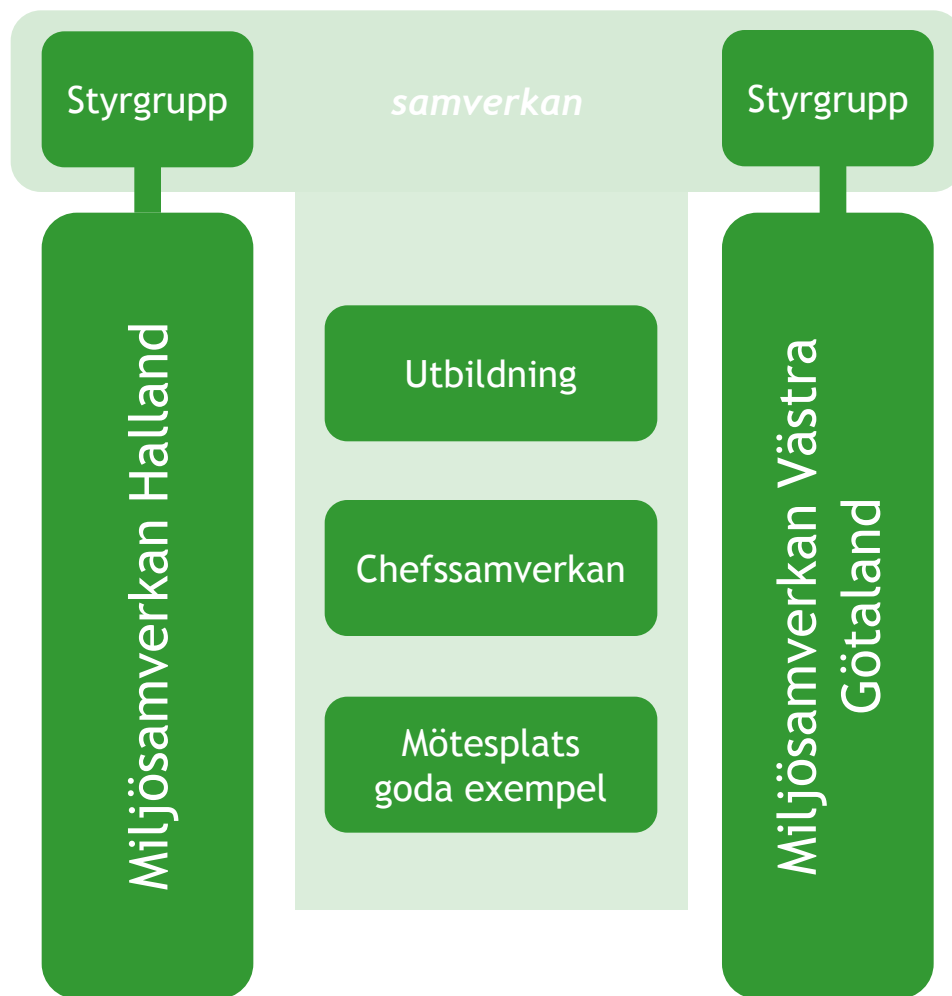 Styrgrupp
samverkan
Styrgrupp
Miljösamverkan Halland
Utbildning
Chefssamverkan
Mötesplats
goda exempel
Miljösamverkan Västra
Götaland